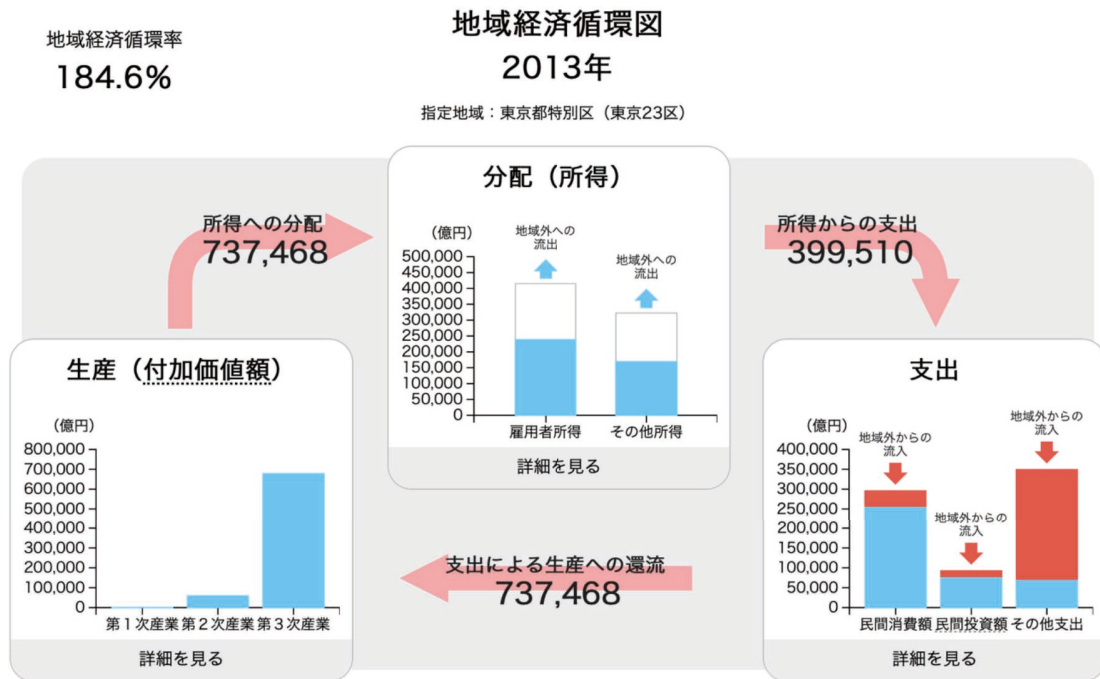 地域経済循環図
2013年
指定地域：東京都特別区（東京23区）
地域経済循環率
184.6%
所得への分配
737,468
分配（所得）
（億円）
500,000
450,000
400,000
350,000
300,000
250,000
200,000
150,000
100,000
50,000
0
地域外への
流出
地域外への
流出
雇用者所得 その他所得
詳細を見る
所得からの支出
399,510
生産（付加価値額）
（億円）
800,000
700,000
600,000
500,000
400,000
300,000
200,000
100,000
0
第１次産業 第２次産業 第３次産業
詳細を見る
支出による生産への還流
737,468
支出
（億円）
400,000
350,000
300,000
250,000
200,000
150,000
100,000
50,000
0
地域外からの
流入
地域外からの
流入
地域外からの
流入
民間消費額 民間投資額 その他支出
詳細を見る